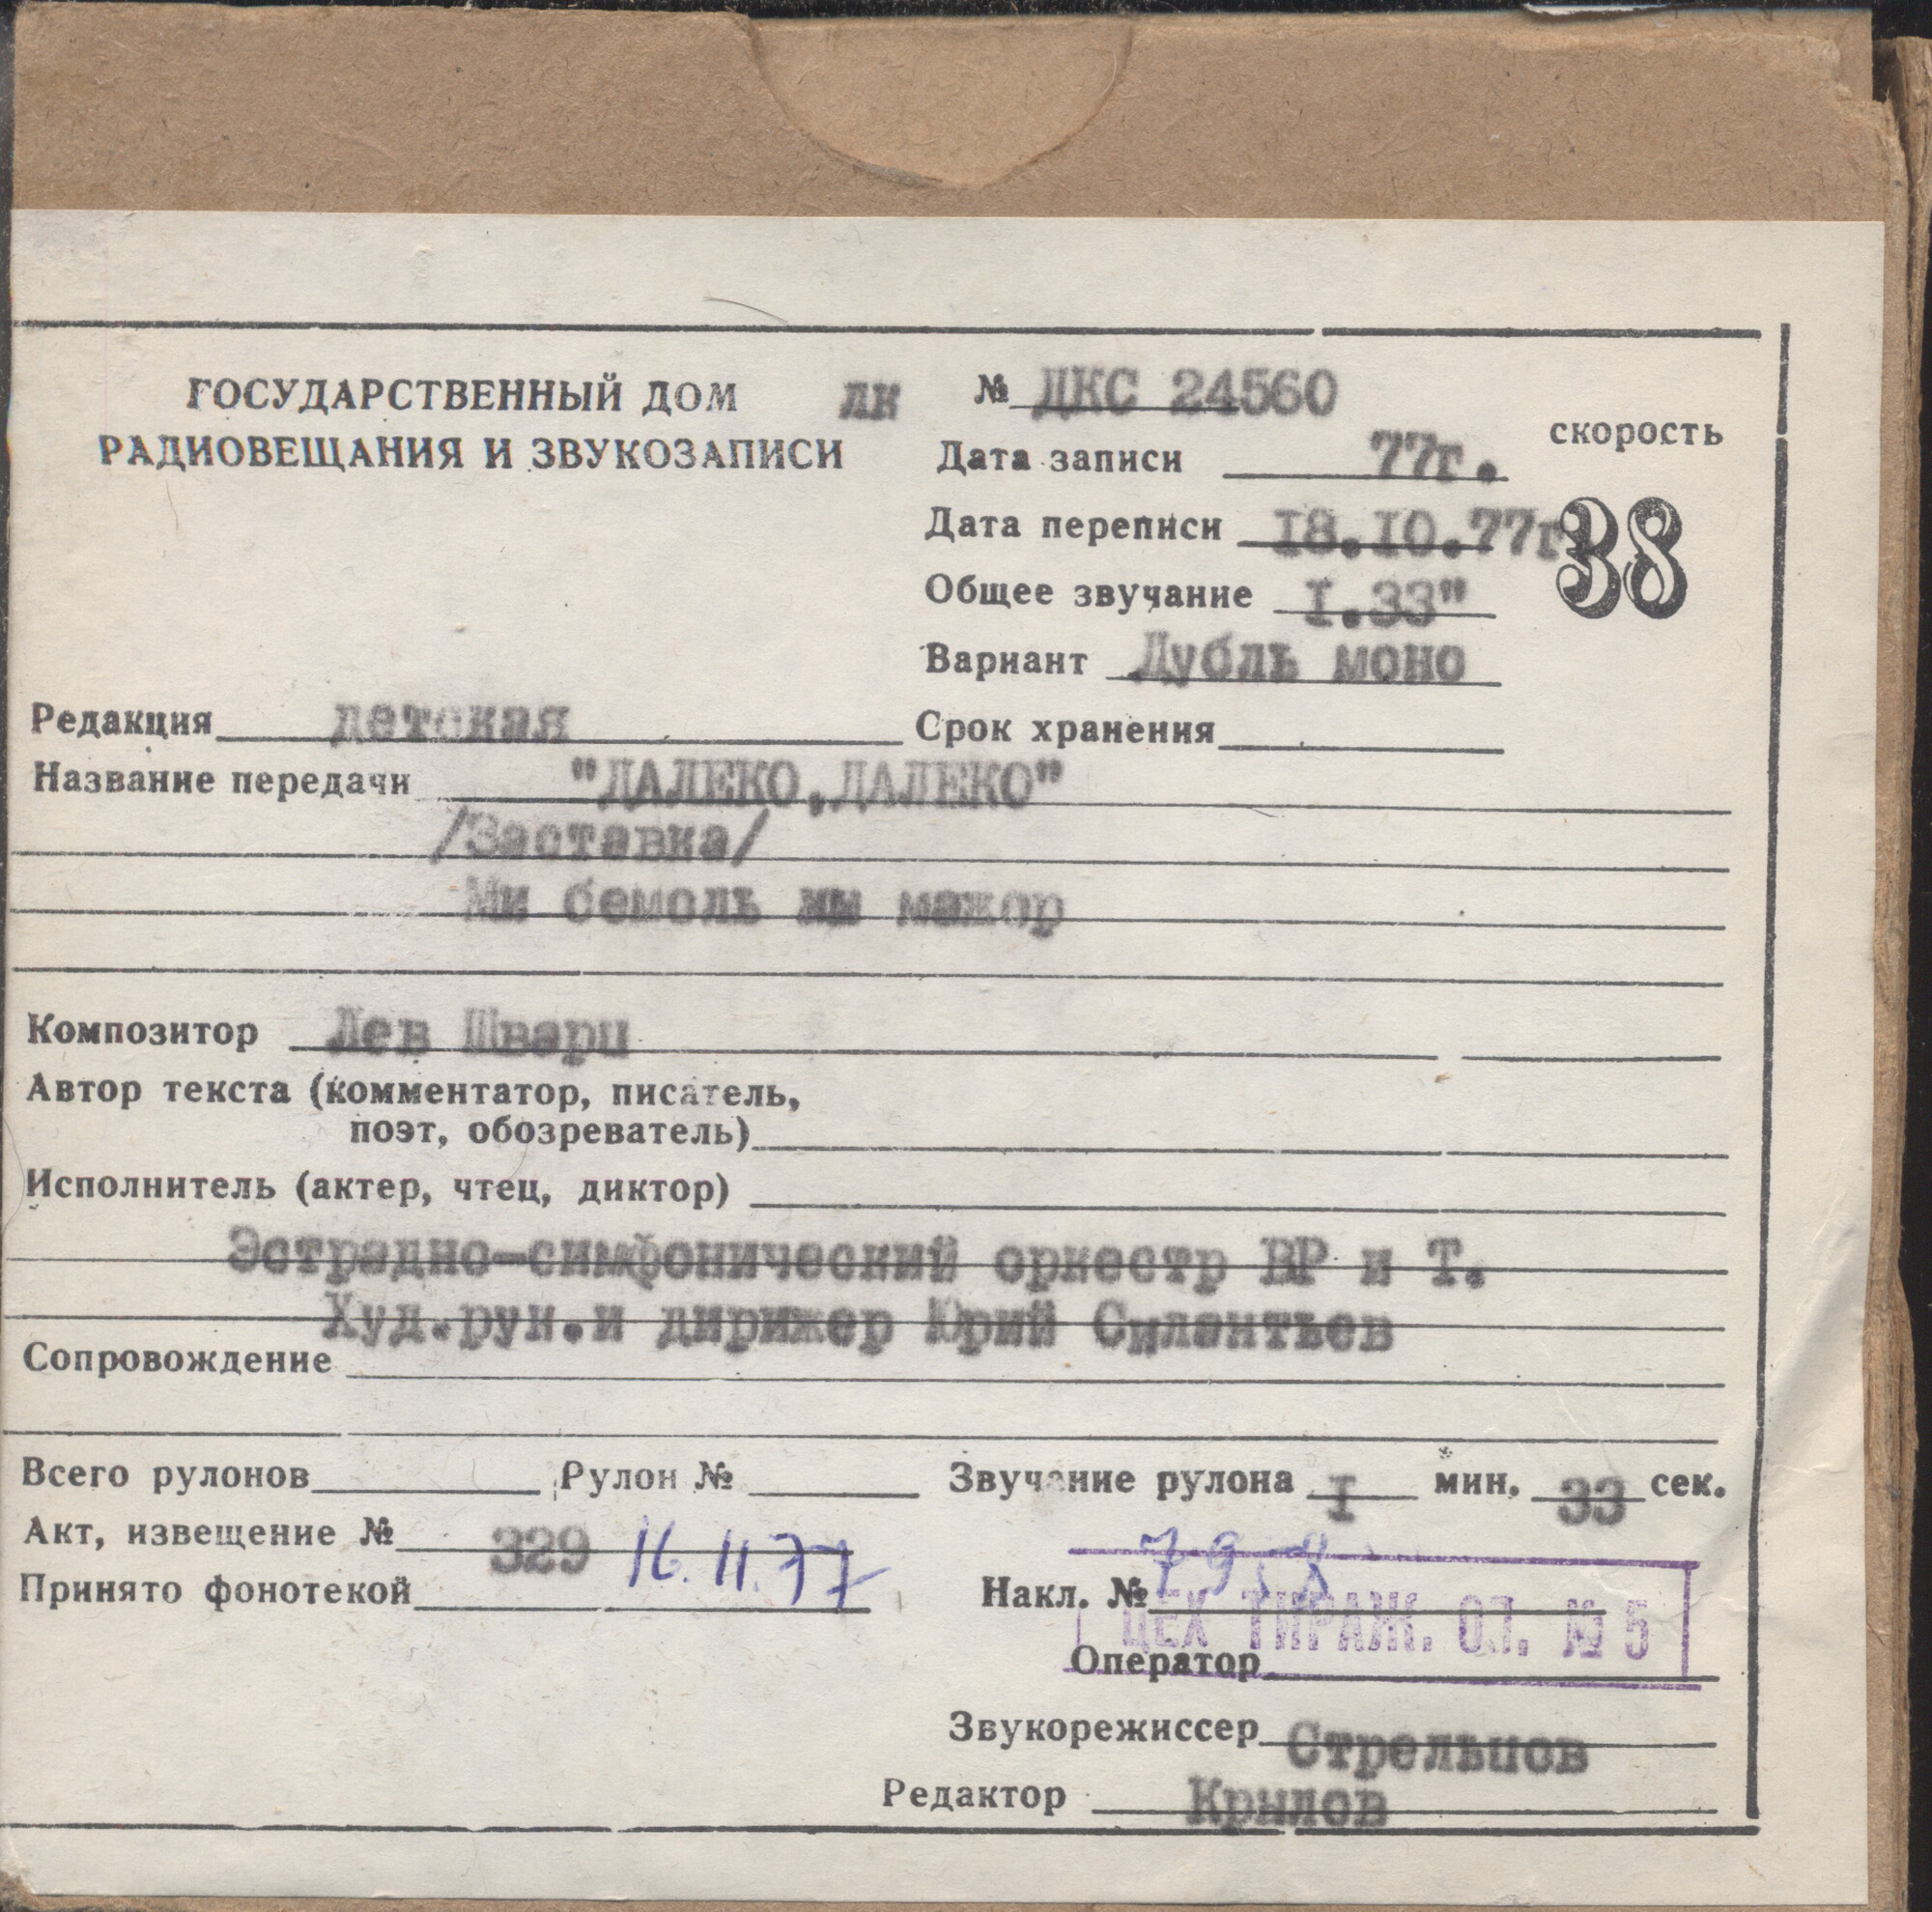 ГОСУДАРСТВЕННЫЙ ДОМ
РАДИОВЕЩАНИЯ И ЗВУКОЗАПИСИ
лк
№ ДКС 24560
скорость
38
Дата записи 77г.
Дата переписи 18.10.77г
Общее звучание I.33"
Вариант Дубль моно
Редакция детская Срок хранения
Название передачи "ДАЛЕКО,ДАЛЕКО"
/Заставка/
Ми бемоль мы мажор
Композитор Лев Шварц
Автор текста (комментатор, писатель,
поэт, обозреватель)
Исполнитель (актер, чтец, диктор)
Эстрадно-симфонический оркестр ВР и Т.
Худ.рук.и дирижер Юрий Силантьев
Сопровождение
Всего рулонов Рулон № Звучание рулона I мин. 33 сек.
Акт, извещение № 329 16.11.77
Принято фонотекой Накл. №
ЦЕХ ТИРАЖ. ОТ. № 5
Оператор
Звукорежиссер Стрельцов
Редактор Крылов